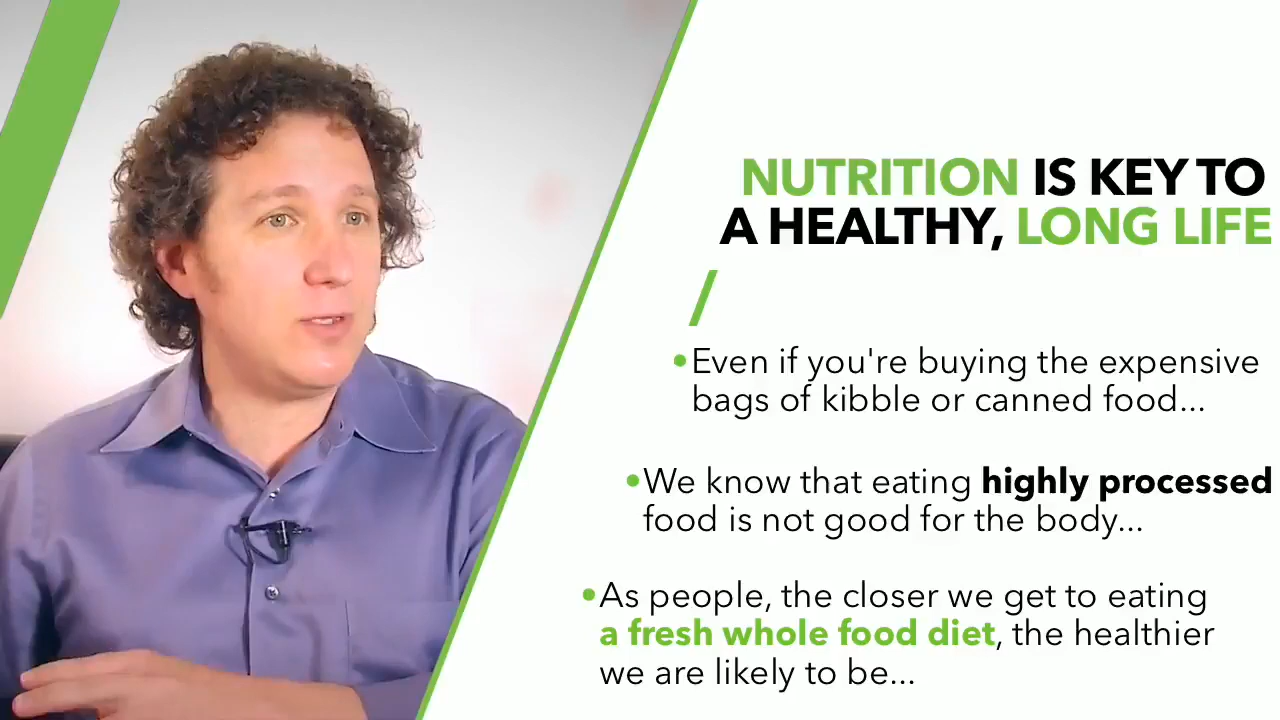 NUTRITION IS KEY TO
A HEALTHY, LONG LIFE
/
•Even if you're buying the expensive
bags of kibble or canned food...
•We know that eating highly processed
food is not good for the body...
•As people, the closer we get to eating
a fresh whole food diet, the healthier
we are likely to be...